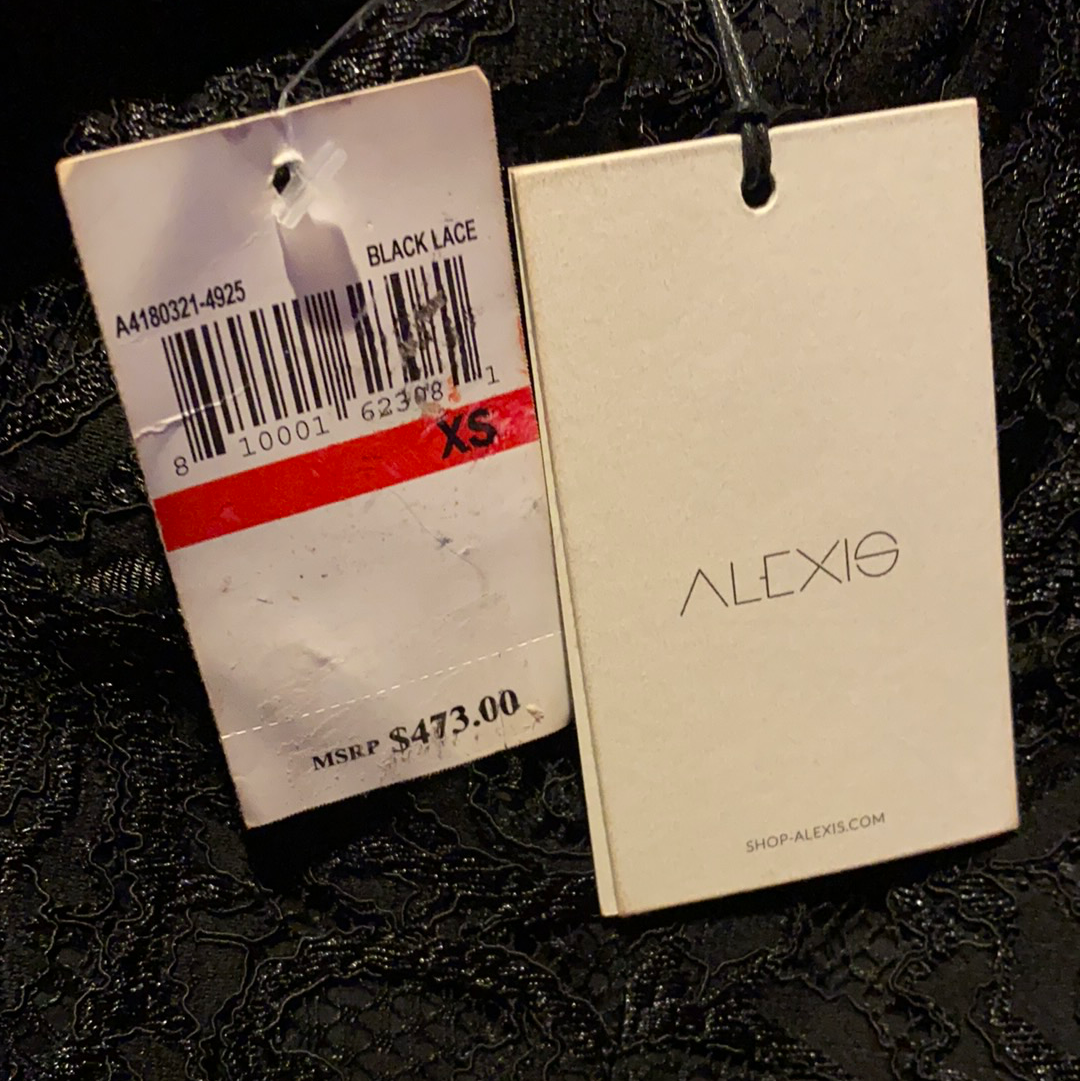 BLACK LACE
A4180321-4925
8 10001 62308 1
XS
MSRP $473.00
ALEXIS
SHOP-ALEXIS.COM